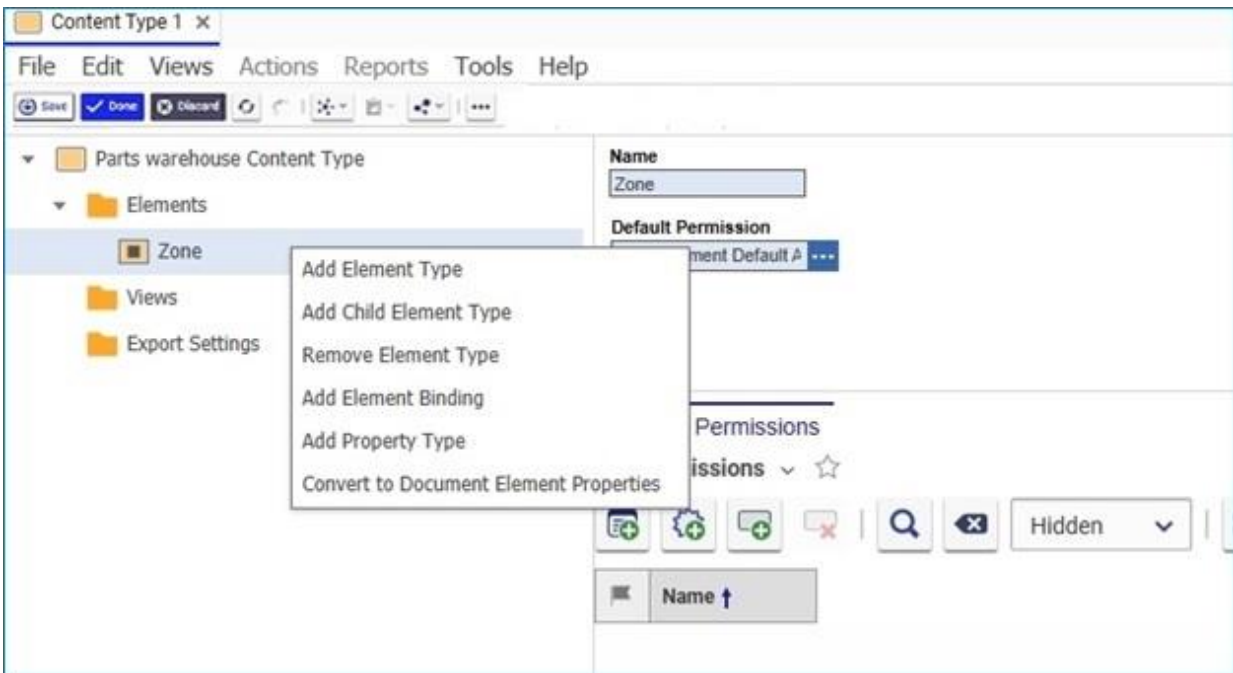 Content Type 1 ×
File Edit Views Actions Reports Tools Help
Save Done Discard
Parts warehouse Content Type
Elements
Zone
Views
Export Settings
Add Element Type
Add Child Element Type
Remove Element Type
Add Element Binding
Add Property Type
Convert to Document Element Properties
Name
Zone
Default Permission
ment Default A
Permissions
issions
Hidden
Name